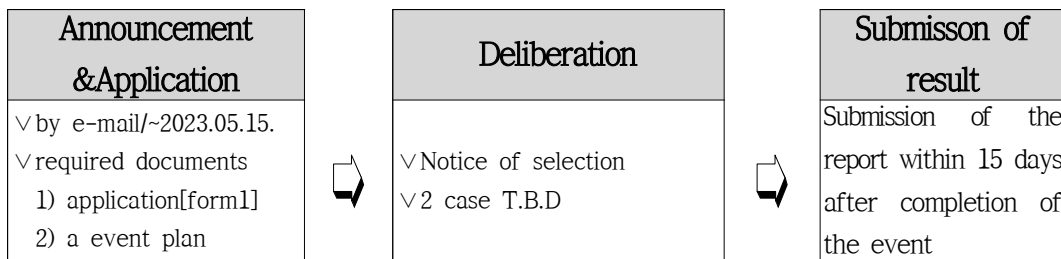 Announcement
&Application
∨by e-mail/~2023.05.15.
∨required documents
1) application[form1]
2) a event plan
Deliberation
∨Notice of selection
∨2 case T.B.D
Submisson of
result
Submission of the
report within 15 days
after completion of
the event